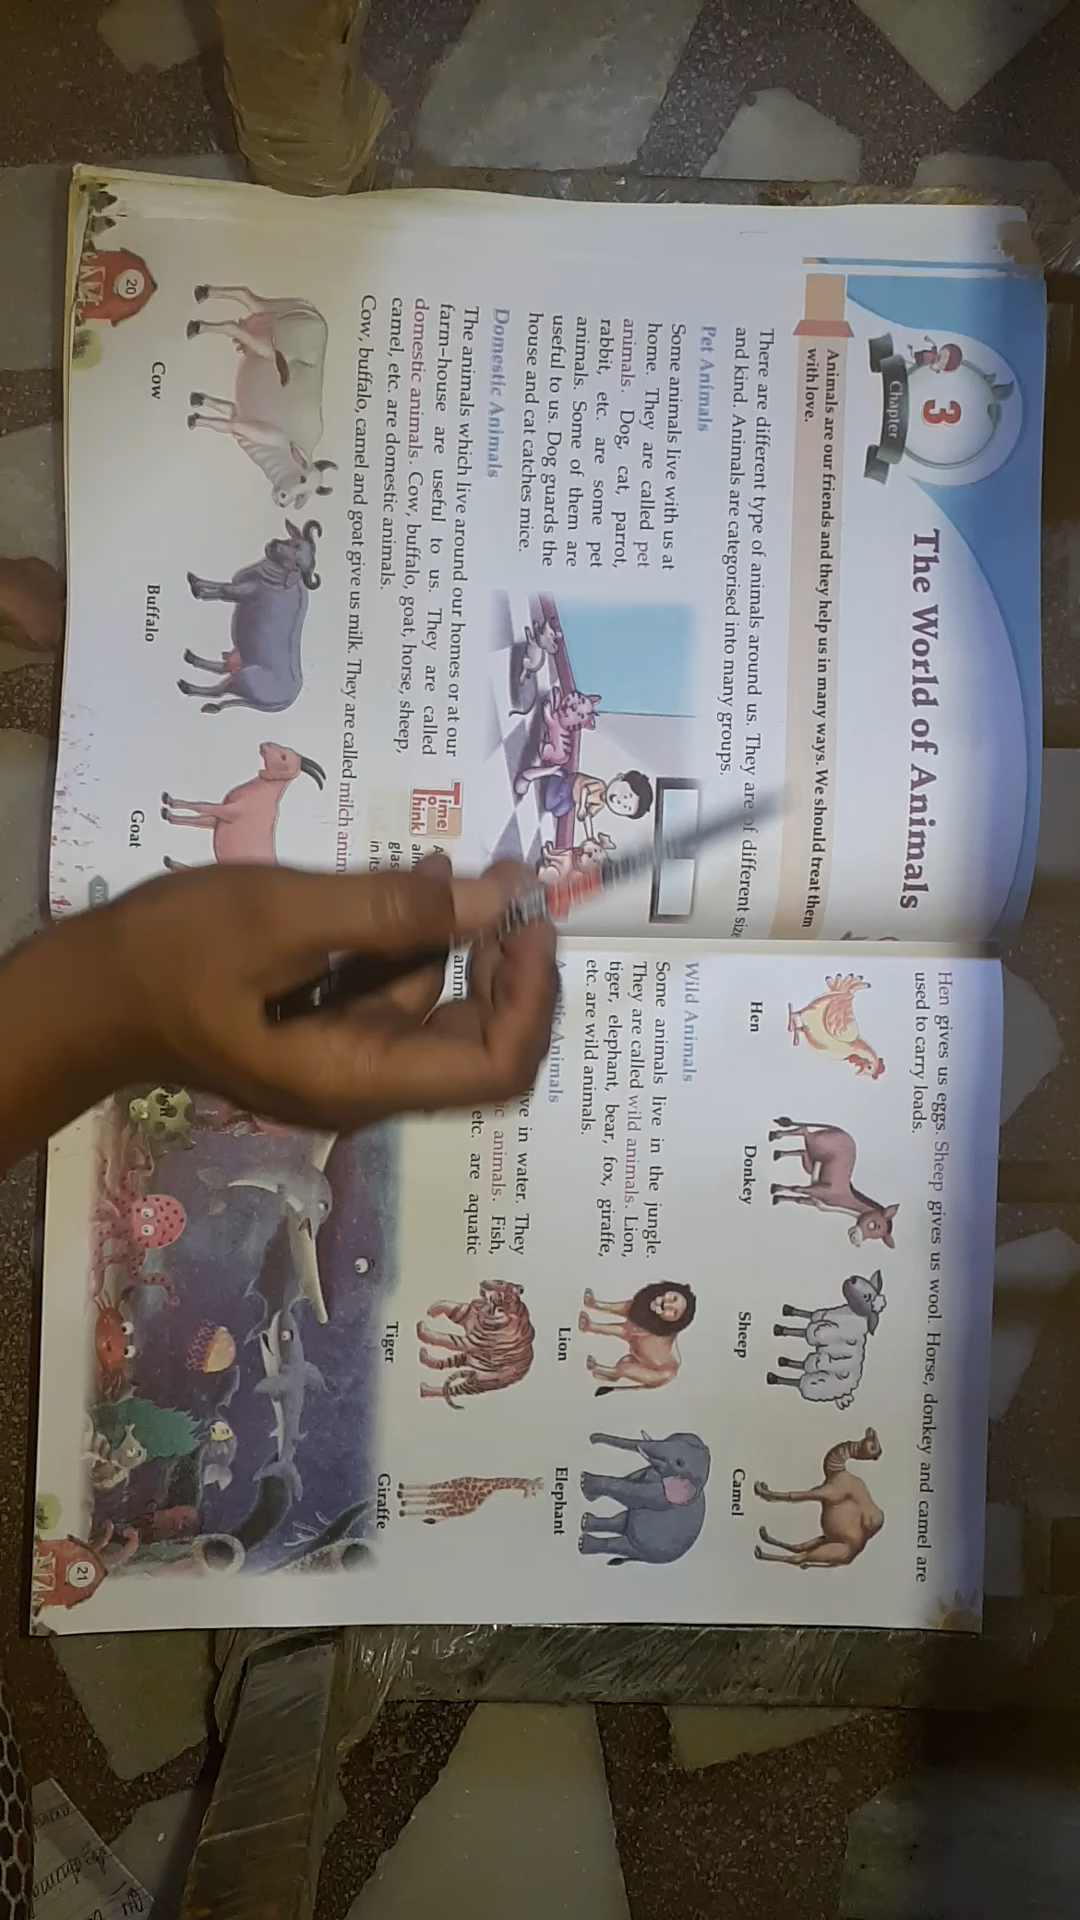 3
Chapter
The World of Animals
Animals are our friends and they help us in many ways. We should treat them
with love.
There are different type of animals around us. They are of different size
and kind. Animals are categorised into many groups.
Pet Animals
Some animals live with us at
home. They are called pet
animals. Dog, cat, parrot,
rabbit, etc. are some pet
animals. Some of them are
useful to us. Dog guards the
house and cat catches mice.
Domestic Animals
The animals which live around our homes or at our
farm-house are useful to us. They are called
domestic animals. Cow, buffalo, goat, horse, sheep,
camel, etc. are domestic animals.
Time To Think
Cow, buffalo, camel and goat give us milk. They are called milch
in its
Cow
Buffalo
Goat
20
Hen gives us eggs. Sheep gives us wool. Horse, donkey and camel are
used to carry loads.
Hen
Donkey
Sheep
Camel
Wild Animals
Some animals live in the jungle.
They are called wild animals. Lion,
tiger, elephant, bear, fox, giraffe,
etc. are wild animals.
Lion
Elephant
Animals
in water. They
animals. Fish,
etc. are aquatic
Tiger
Giraffe
21